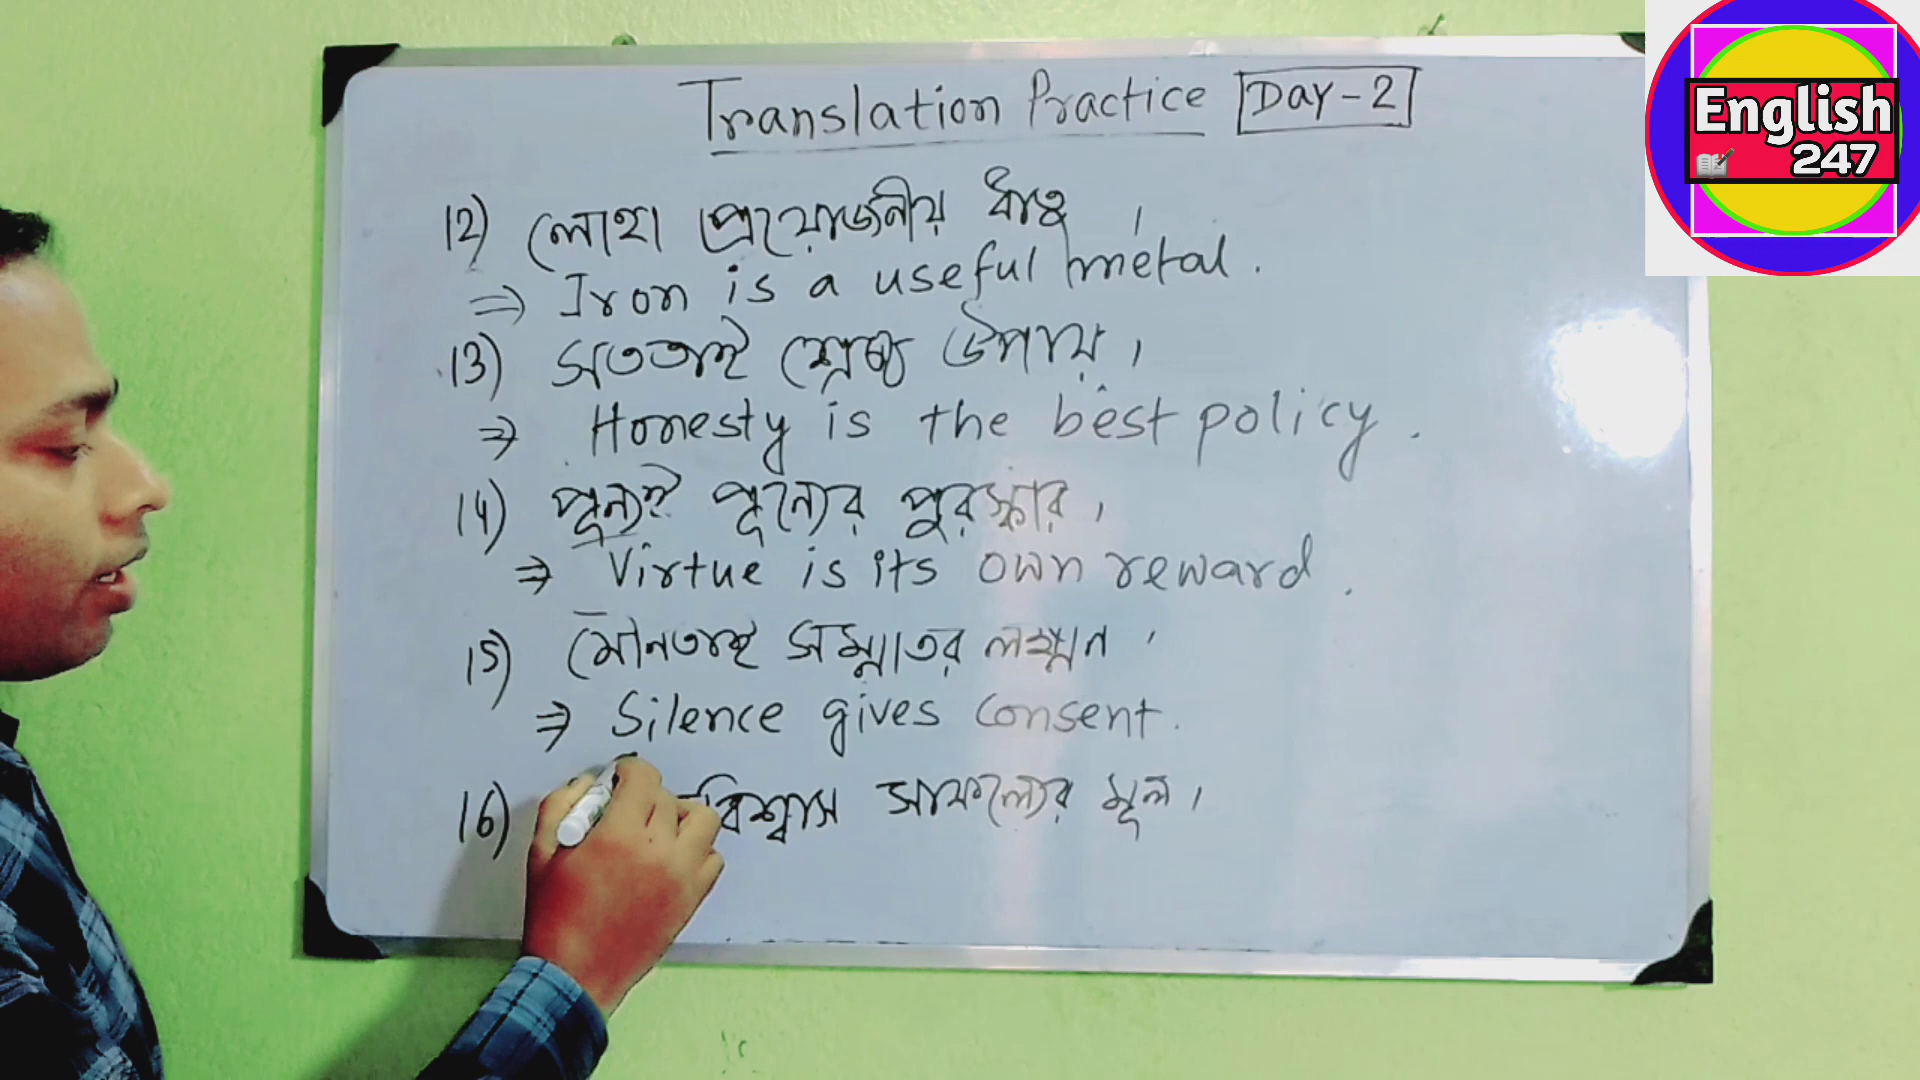 Translation Practice Day-2
English
247
12) লোহা প্রয়োজনীয় ধাতু ।
⇒ Iron is a useful metal.
13) সততাই শ্রেষ্ঠ উপায় ।
⇒ Honesty is the best policy.
14) পূন্যই পূন্যের পুরস্কার ।
⇒ Virtue is its own reward.
15) মৌনতাই সম্মতির লক্ষ্মন ।
⇒ Silence gives consent.
16) বিশ্বাস সাফল্যের মূল ।